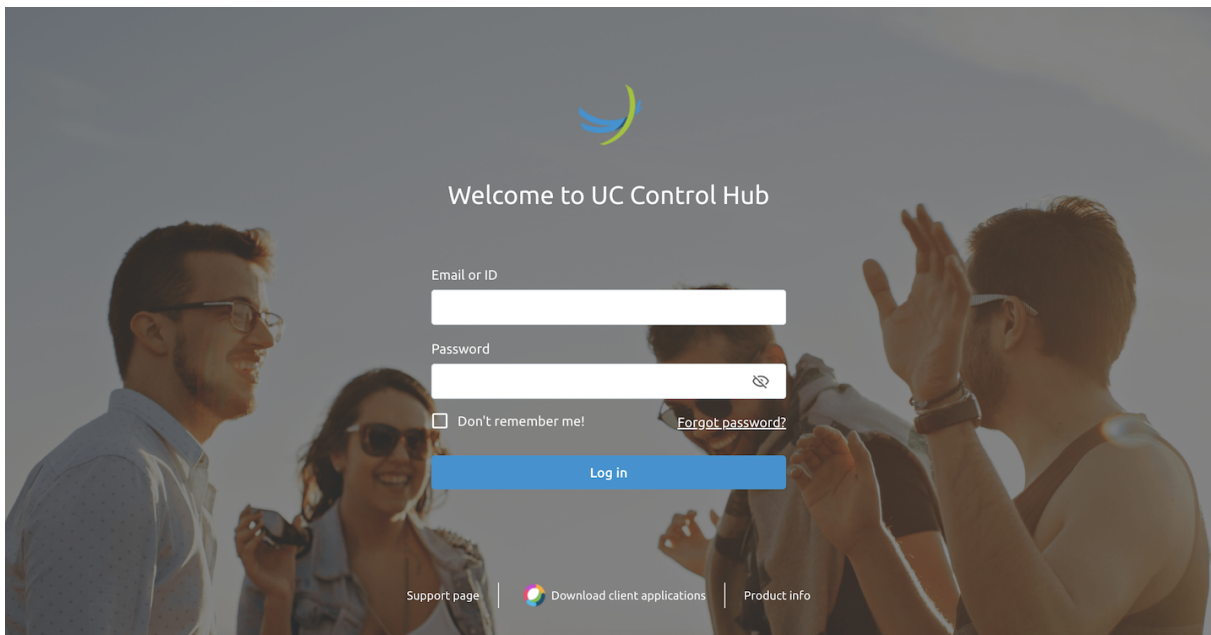 Welcome to UC Control Hub
Email or ID
Password
Don't remember me!
Forgot password?
Log in
Support page
Download client applications
Product info